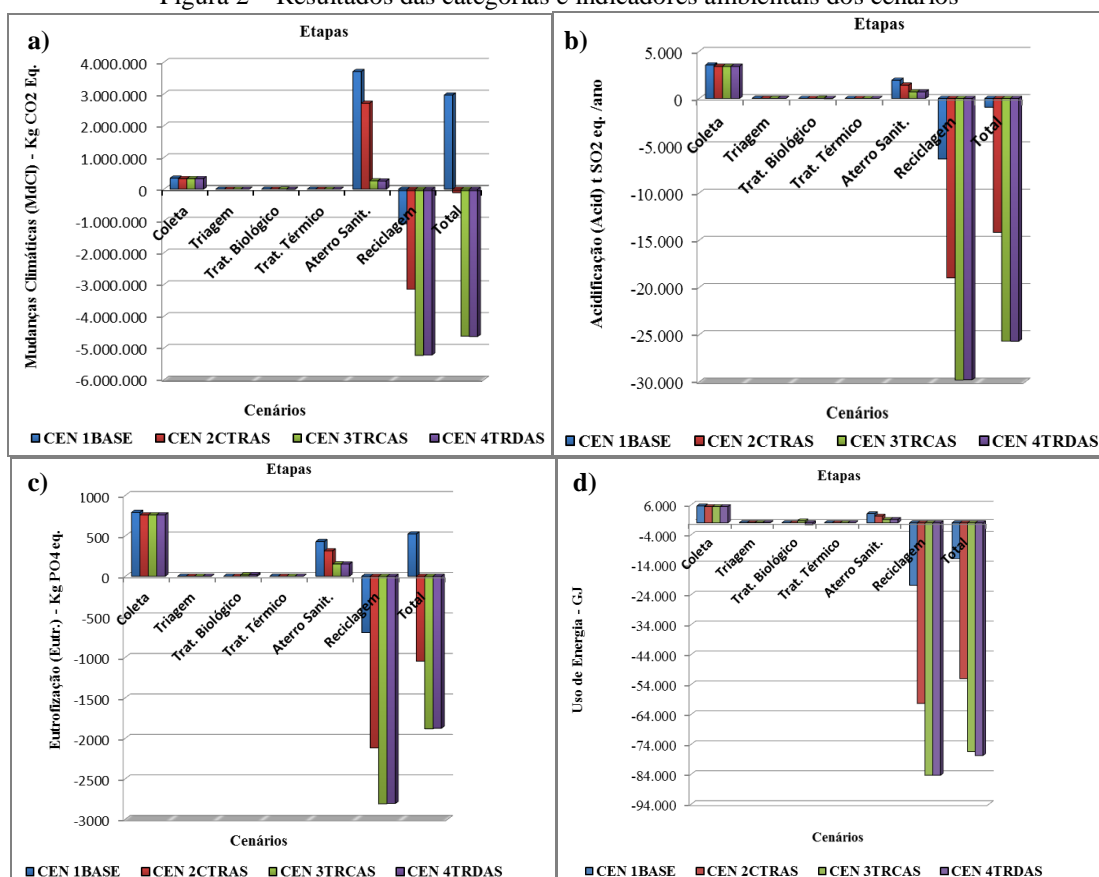 Figura 2 – Resultados das categorias e indicadores ambientais dos cenários
a)
Etapas
Mudanças Climáticas (MdCl) - Kg CO2 Eq.
4.000.000
3.000.000
2.000.000
1.000.000
0
-1.000.000
-2.000.000
-3.000.000
-4.000.000
-5.000.000
-6.000.000
Coleta
Triagem
Trat. Biológico
Trat. Térmico
Aterro Sanit.
Reciclagem
Total
Cenários
CEN 1BASE CEN 2CTRAS CEN 3TRCAS CEN 4TRDAS
b)
Etapas
Acidificação (Acid) t SO2 eq. /ano
5.000
0
-5.000
-10.000
-15.000
-20.000
-25.000
-30.000
Coleta
Triagem
Trat. Biológico
Trat. Térmico
Aterro Sanit.
Reciclagem
Total
Cenários
CEN 1BASE CEN 2CTRAS CEN 3TRCAS CEN 4TRDAS
c)
Etapas
Eutrofização (Eutr.) - Kg PO4 eq.
1000
500
0
-500
-1000
-1500
-2000
-2500
-3000
Coleta
Triagem
Trat. Biológico
Trat. Térmico
Aterro Sanit.
Reciclagem
Total
Cenários
CEN 1BASE CEN 2CTRAS CEN 3TRCAS CEN 4TRDAS
d)
Etapas
Uso de Energia - GJ
6.000
-4.000
-14.000
-24.000
-34.000
-44.000
-54.000
-64.000
-74.000
-84.000
-94.000
Coleta
Triagem
Trat. Biológico
Trat. Térmico
Aterro Sanit.
Reciclagem
Total
Cenários
CEN 1BASE CEN 2CTRAS CEN 3TRCAS CEN 4TRDAS